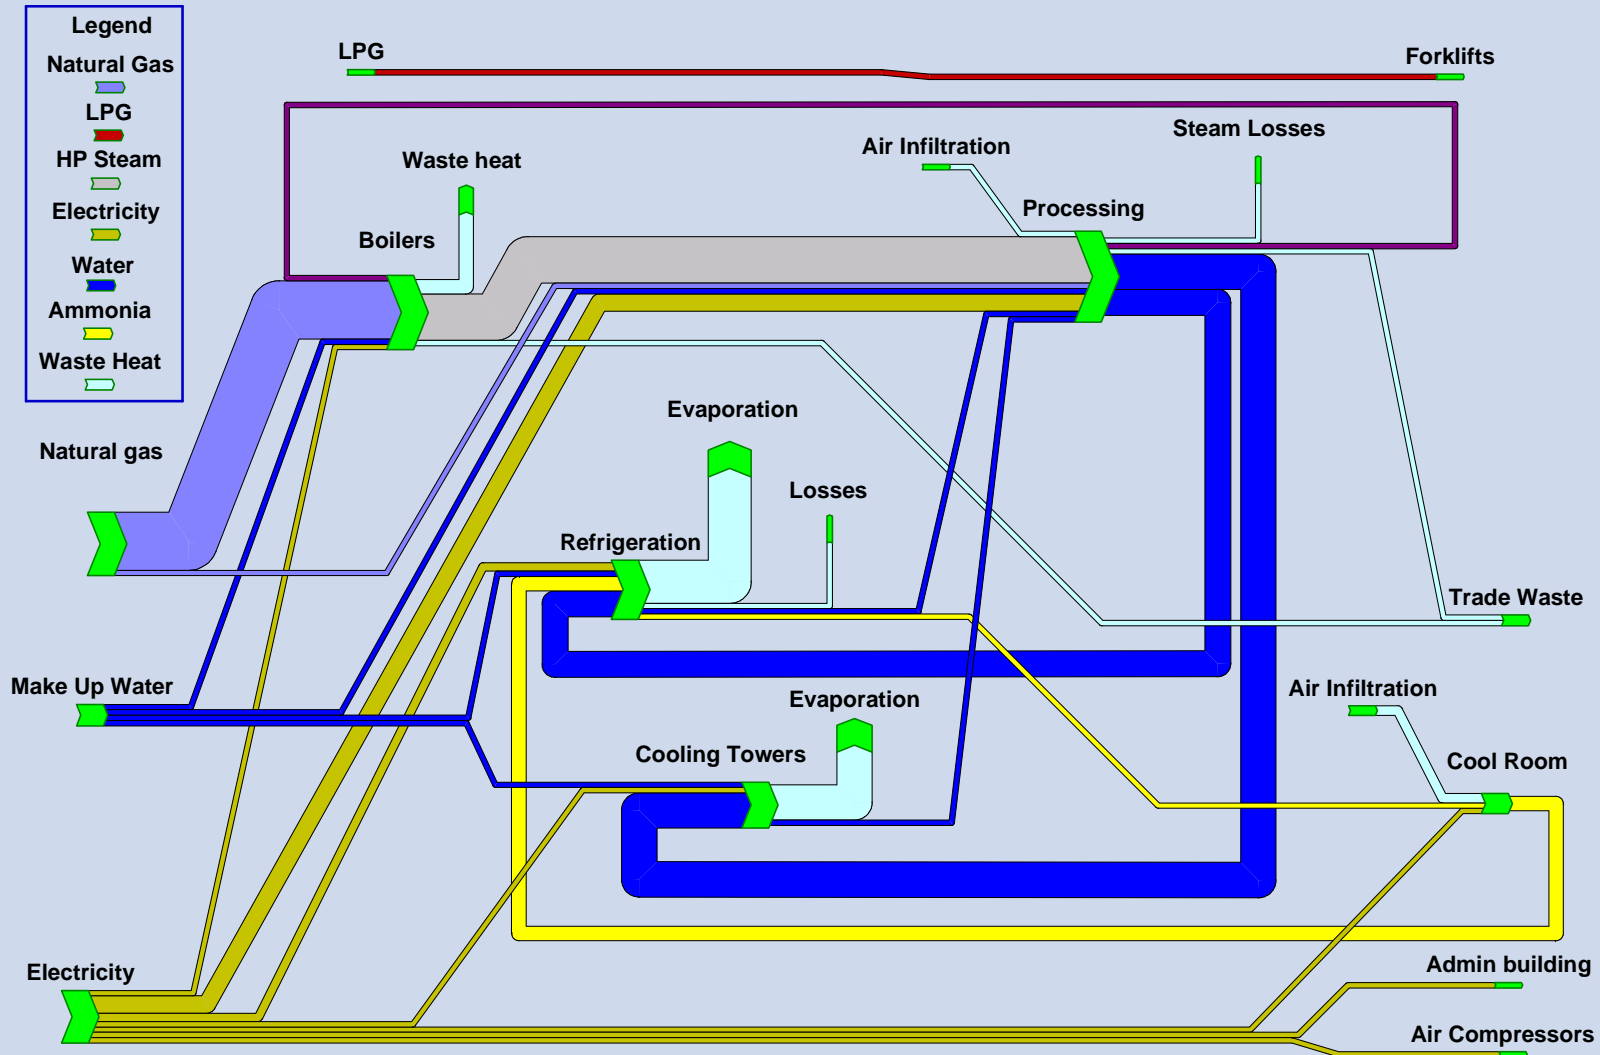 Legend
Natural Gas
LPG
HP Steam
Electricity
Water
Ammonia
Waste Heat
LPG
Forklifts
Steam Losses
Air Infiltration
Waste heat
Processing
Boilers
Evaporation
Natural gas
Losses
Refrigeration
Trade Waste
Make Up Water
Air Infiltration
Evaporation
Cooling Towers
Cool Room
Electricity
Admin building
Air Compressors